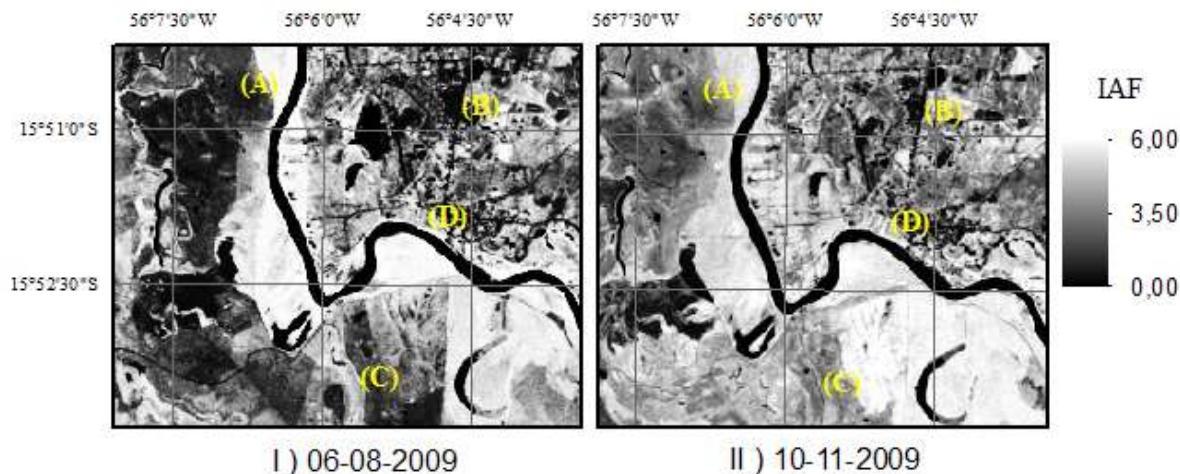 56°7'30"W 56°6'0"W 56°4'30"W 56°7'30"W 56°6'0"W 56°4'30"W
(A) (A)
IAF
(B) (B)
15°51'0"S
6,00
3,50
(D) (D)
15°52'30"S
0,00
(C) (C)
I ) 06-08-2009 II ) 10-11-2009